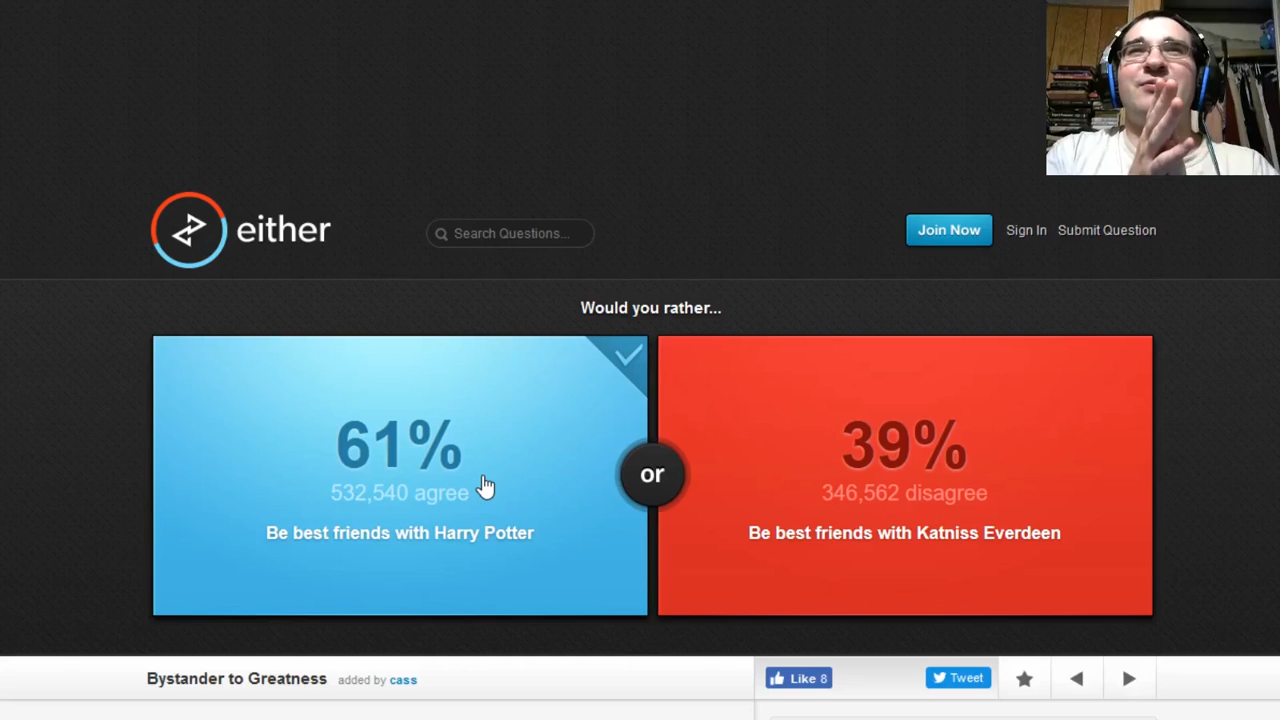 either
Search Questions...
Join Now
Sign In
Submit Question
Would you rather...
61%
532,540 agree
Be best friends with Harry Potter
or
39%
346,562 disagree
Be best friends with Katniss Everdeen
Bystander to Greatness added by cass
Like 8
Tweet